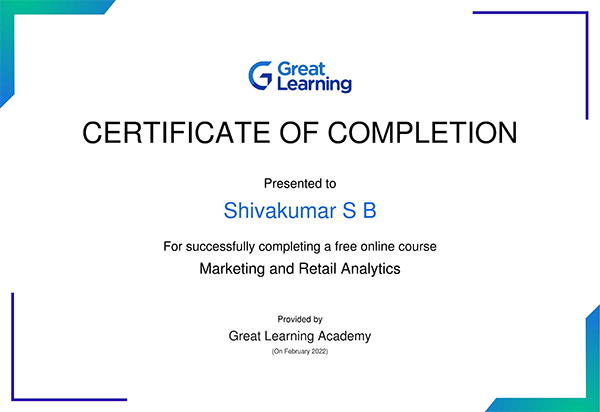 Great
Learning
CERTIFICATE OF COMPLETION
Presented to
Shivakumar S B
For successfully completing a free online course
Marketing and Retail Analytics
Provided by
Great Learning Academy
(On February 2022)